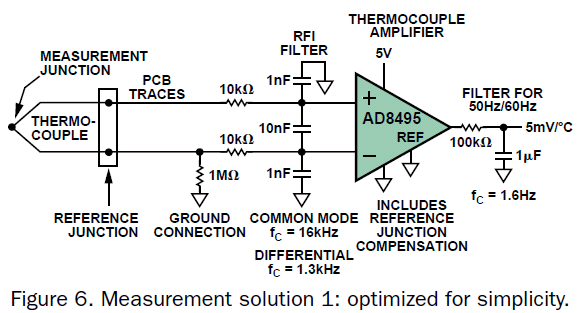 THERMOCOUPLE
AMPLIFIER
RFI
FILTER
5V
MEASUREMENT
JUNCTION
PCB
TRACES
10kΩ
1nF
FILTER FOR
50Hz/60Hz
THERMO-
COUPLE
10kΩ
10nF
+
AD8495
REF
–
100kΩ
5mV/°C
1µF
1MΩ
1nF
fC = 1.6Hz
REFERENCE
JUNCTION
GROUND
CONNECTION
COMMON MODE
fC = 16kHz
DIFFERENTIAL
fC = 1.3kHz
INCLUDES
REFERENCE
JUNCTION
COMPENSATION
Figure 6. Measurement solution 1: optimized for simplicity.